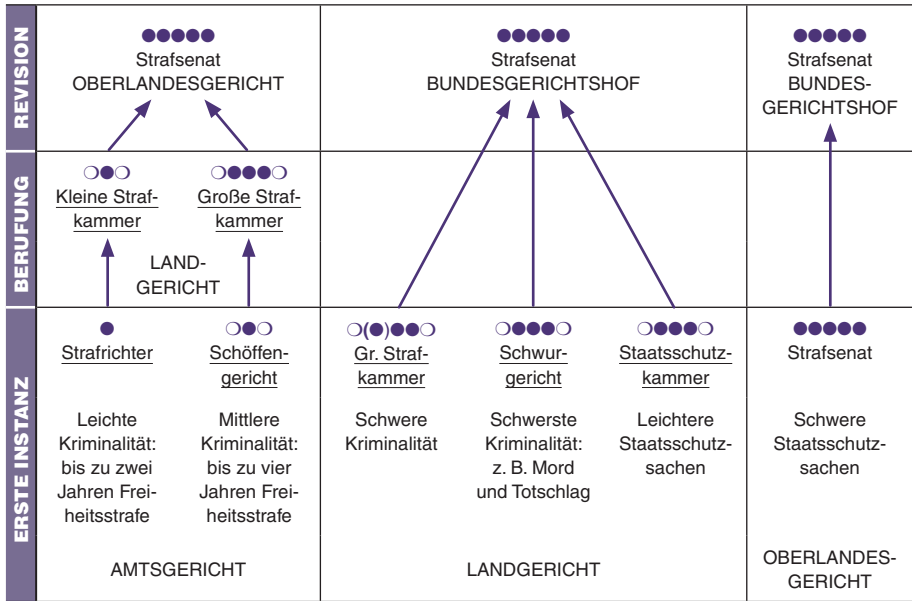 REVISION
Strafsenat
OBERLANDESGERICHT
Strafsenat
BUNDESGERICHTSHOF
Strafsenat
BUNDES-
GERICHTSHOF
BERUFUNG
Kleine Straf-
kammer
Große Straf-
kammer
LAND-
GERICHT
ERSTE INSTANZ
Strafrichter
Leichte
Kriminalität:
bis zu zwei
Jahren Frei-
heitsstrafe
Schöffen-
gericht
Mittlere
Kriminalität:
bis zu vier
Jahren Frei-
heitsstrafe
AMTSGERICHT
( )
Gr. Straf-
kammer
Schwere
Kriminalität
Schwur-
gericht
Schwerste
Kriminalität:
z. B. Mord
und Totschlag
Staatsschutz-
kammer
Leichtere
Staatsschutz-
sachen
LANDGERICHT
Strafsenat
Schwere
Staatsschutz-
sachen
OBERLANDES-
GERICHT